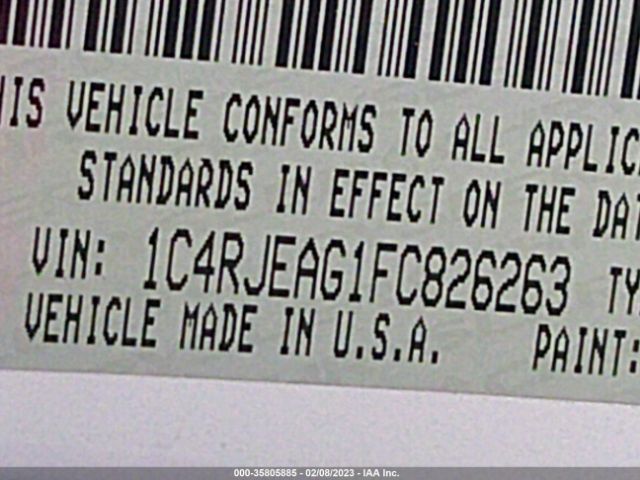 IS VEHICLE CONFORMS TO ALL APPLIC
STANDARDS IN EFFECT ON THE DAT
VIN: 1C4RJEAG1FC826263 TY
VEHICLE MADE IN U.S.A. PAINT:
000-35805885 - 02/08/2023 - IAA Inc.